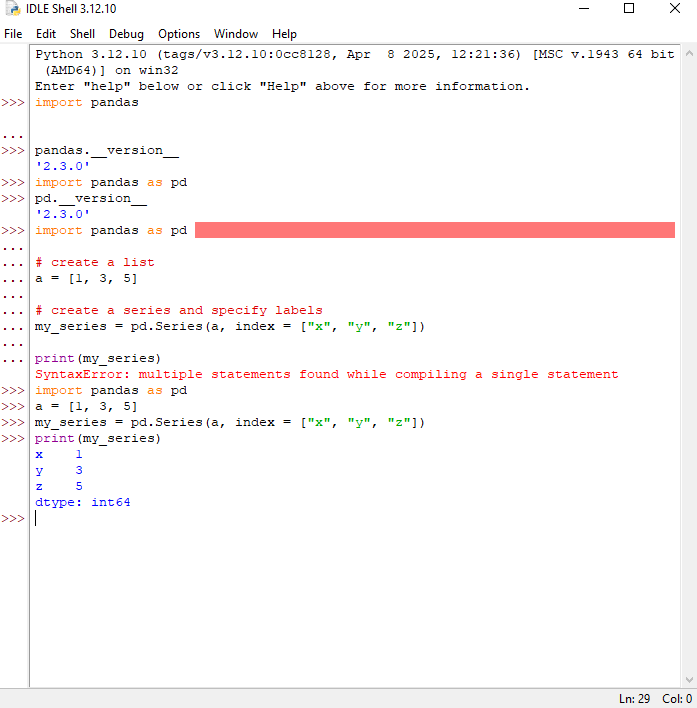 IDLE Shell 3.12.10
File Edit Shell Debug Options Window Help
Python 3.12.10 (tags/v3.12.10:0cc8128, Apr  8 2025, 12:21:36) [MSC v.1943 64 bit
 (AMD64)] on win32
Enter "help" below or click "Help" above for more information.
>>> import pandas
...
>>> pandas.__version__
'2.3.0'
>>> import pandas as pd
>>> pd.__version__
'2.3.0'
>>> import pandas as pd
...
... # create a list
... a = [1, 3, 5]
...
... # create a series and specify labels
... my_series = pd.Series(a, index = ["x", "y", "z"])
...
... print(my_series)
SyntaxError: multiple statements found while compiling a single statement
>>> import pandas as pd
>>> a = [1, 3, 5]
>>> my_series = pd.Series(a, index = ["x", "y", "z"])
>>> print(my_series)
x    1
y    3
z    5
dtype: int64
>>>
Ln: 29 Col: 0